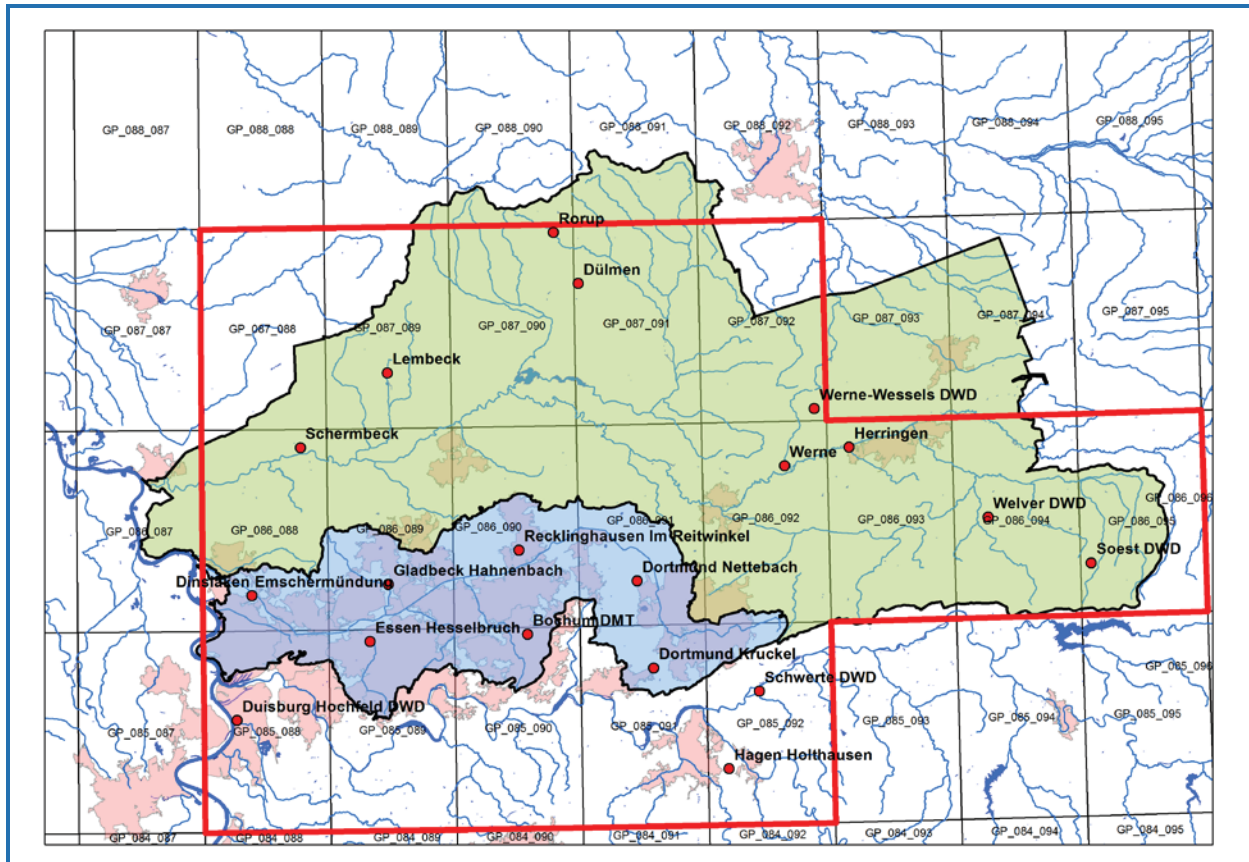 GP_088_087
GP_088_088
GP_088_089
GP_088_090
GP_088_091
GP_088_092
GP_088_093
GP_088_094
GP_088_095
Rorup
Dülmen
GP_087_087
GP_087_088
GP_087_089
GP_087_090
GP_087_091
GP_087_092
GP_087_093
GP_087_094
GP_087_095
Lembeck
Werne-Wessels DWD
Schermbeck
Herringen
Werne
Welver DWD
GP_086_087
GP_086_088
GP_086_089
GP_086_090
GP_086_091
GP_086_092
GP_086_093
GP_086_094
GP_086_095
GP_086_096
Recklinghausen Im Reitwinkel
Soest DWD
Dinslaken Emschermündung
Gladbeck Hahnenbach
Dortmund Nettebach
Essen Hesselbruch
Bochum DMT
Dortmund Kruckel
Schwerte DWD
GP_085_096
Duisburg Hochfeld DWD
GP_085_087
GP_085_088
GP_085_089
GP_085_090
GP_085_091
GP_085_092
GP_085_093
GP_085_094
GP_085_095
Hagen Holthausen
GP_084_087
GP_084_088
GP_084_089
GP_084_090
GP_084_091
GP_084_092
GP_084_093
GP_084_094
GP_084_095